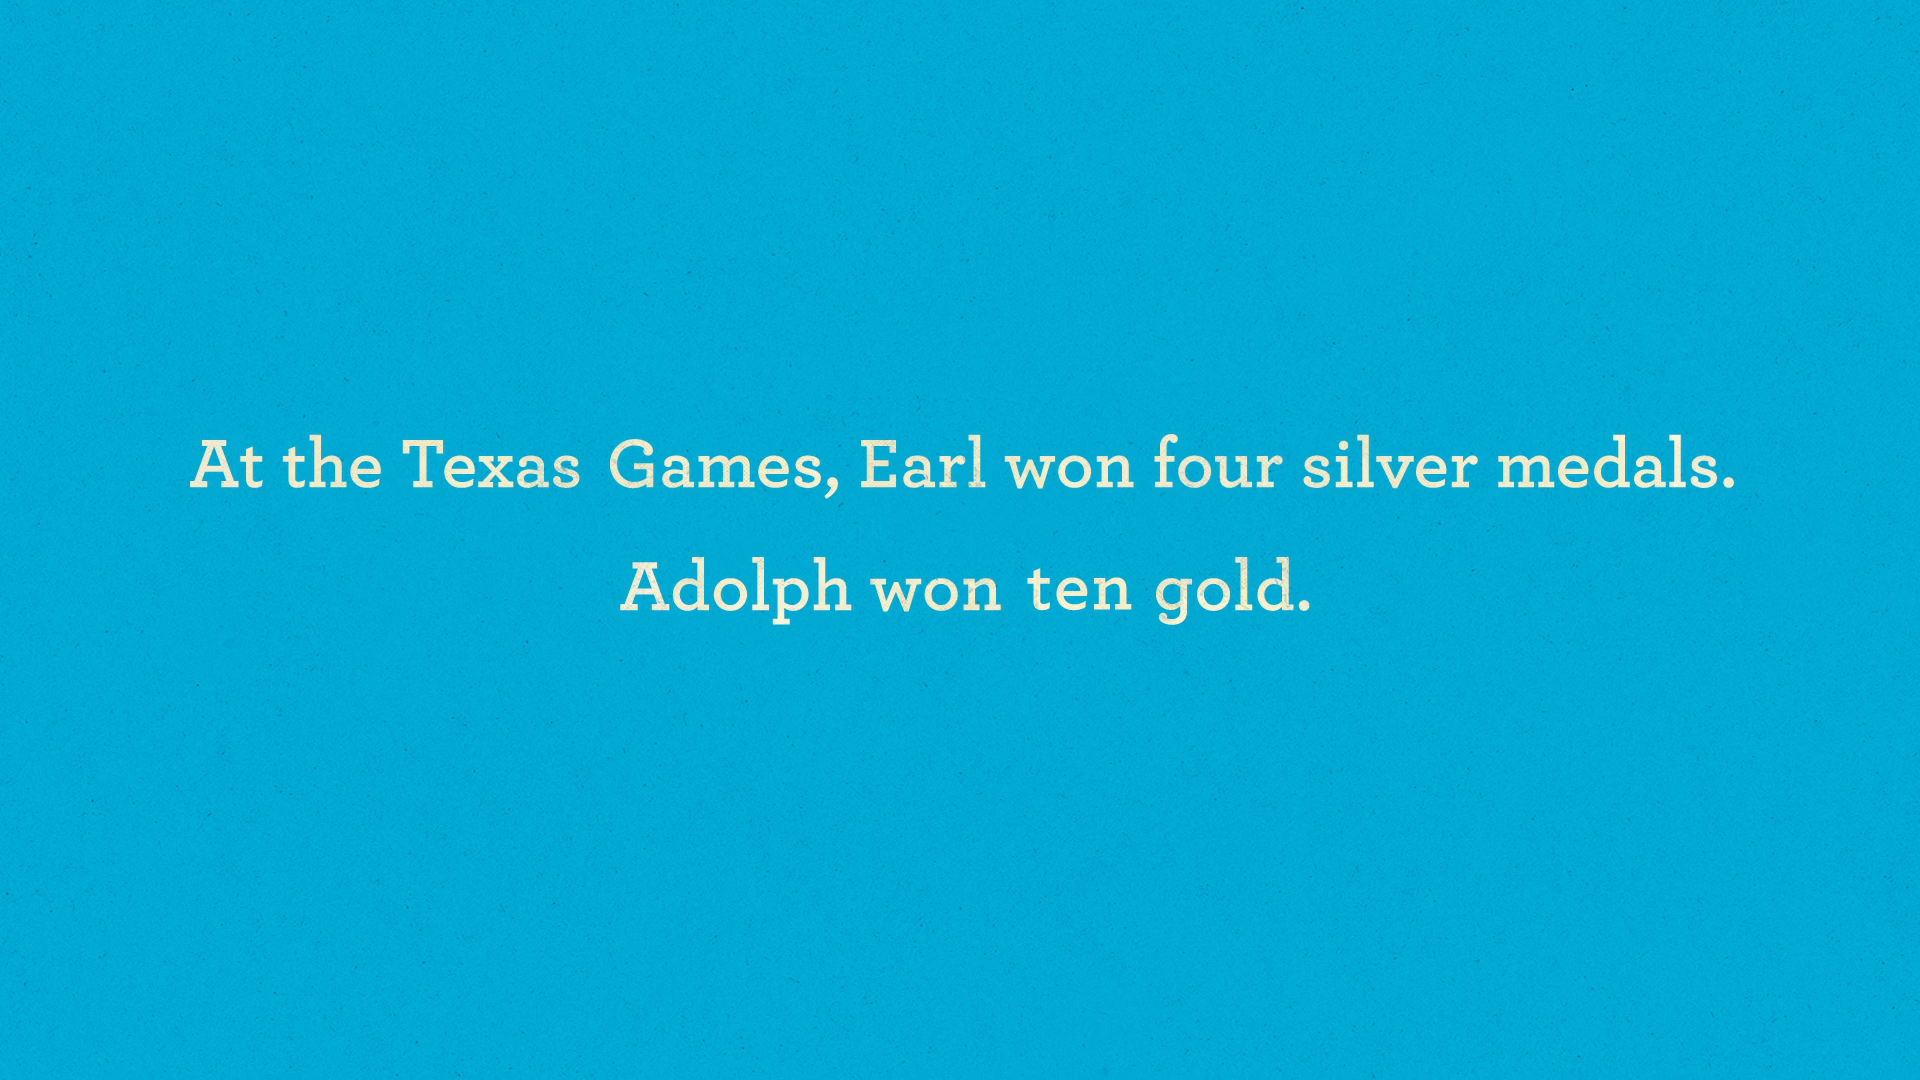 At the Texas Games, Earl won four silver medals.
Adolph won ten gold.